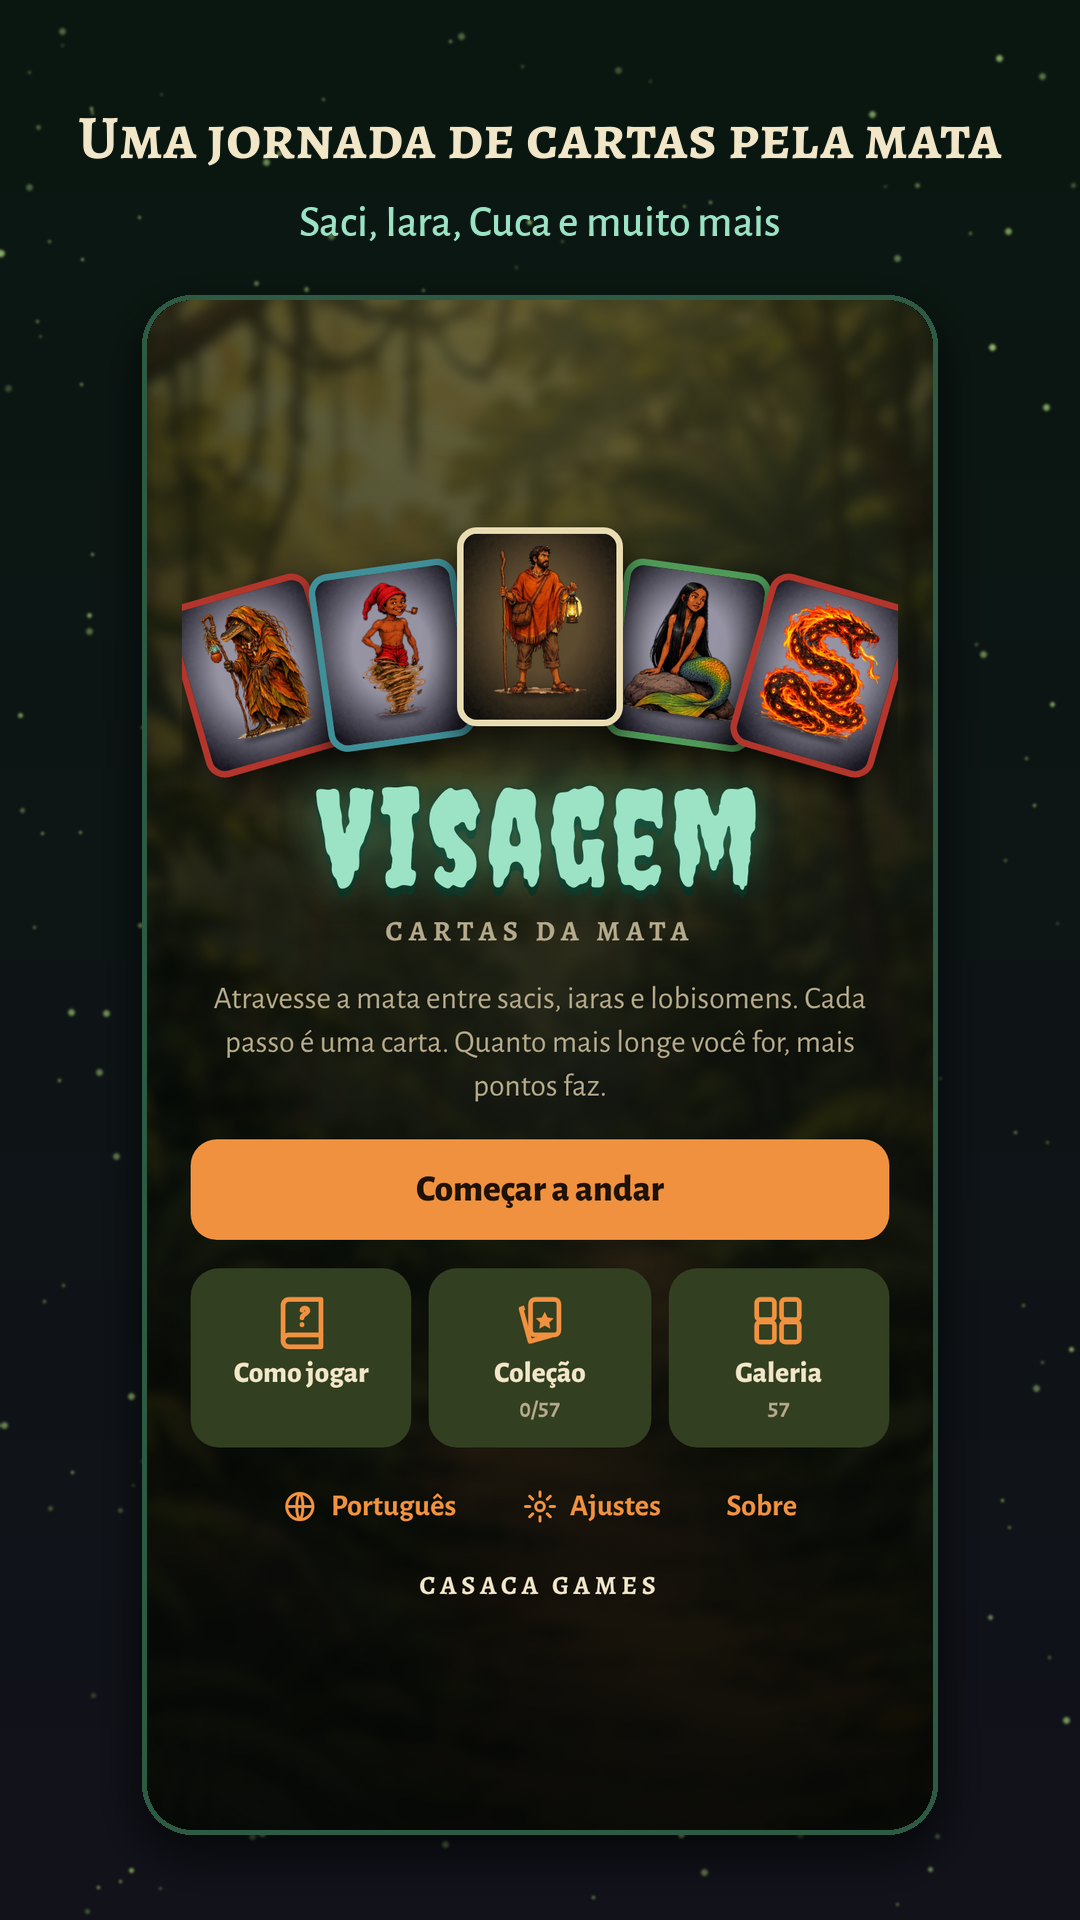 Uma jornada de cartas pela mata
Saci, Iara, Cuca e muito mais
VISAGEM
CARTAS DA MATA
Atravesse a mata entre sacis, iaras e lobisomens. Cada
passo é uma carta. Quanto mais longe você for, mais
pontos faz.
Começar a andar
Como jogar
Coleção
0/57
Galeria
57
Português
Ajustes
Sobre
CASACA GAMES